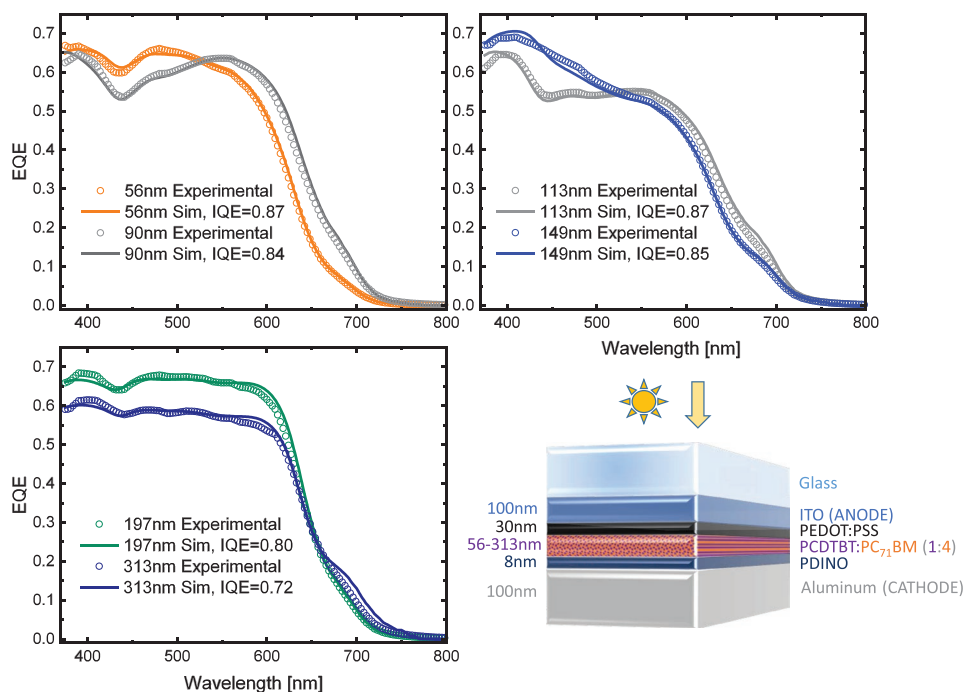 0.7
0.6
0.5
0.4
0.3
0.2
0.1
0.0
EQE
56nm Experimental
56nm Sim, IQE=0.87
90nm Experimental
90nm Sim, IQE=0.84
400 500 600 700 800
0.7
0.6
0.5
0.4
0.3
0.2
0.1
0.0
113nm Experimental
113nm Sim, IQE=0.87
149nm Experimental
149nm Sim, IQE=0.85
400 500 600 700 800
Wavelength [nm]
0.7
0.6
0.5
0.4
0.3
0.2
0.1
0.0
EQE
197nm Experimental
197nm Sim, IQE=0.80
313nm Experimental
313nm Sim, IQE=0.72
400 500 600 700 800
Wavelength [nm]
Glass
100nm ITO (ANODE)
30nm PEDOT:PSS
56-313nm PCDTBT:PC₇₁BM (1:4)
8nm PDINO
100nm Aluminum (CATHODE)